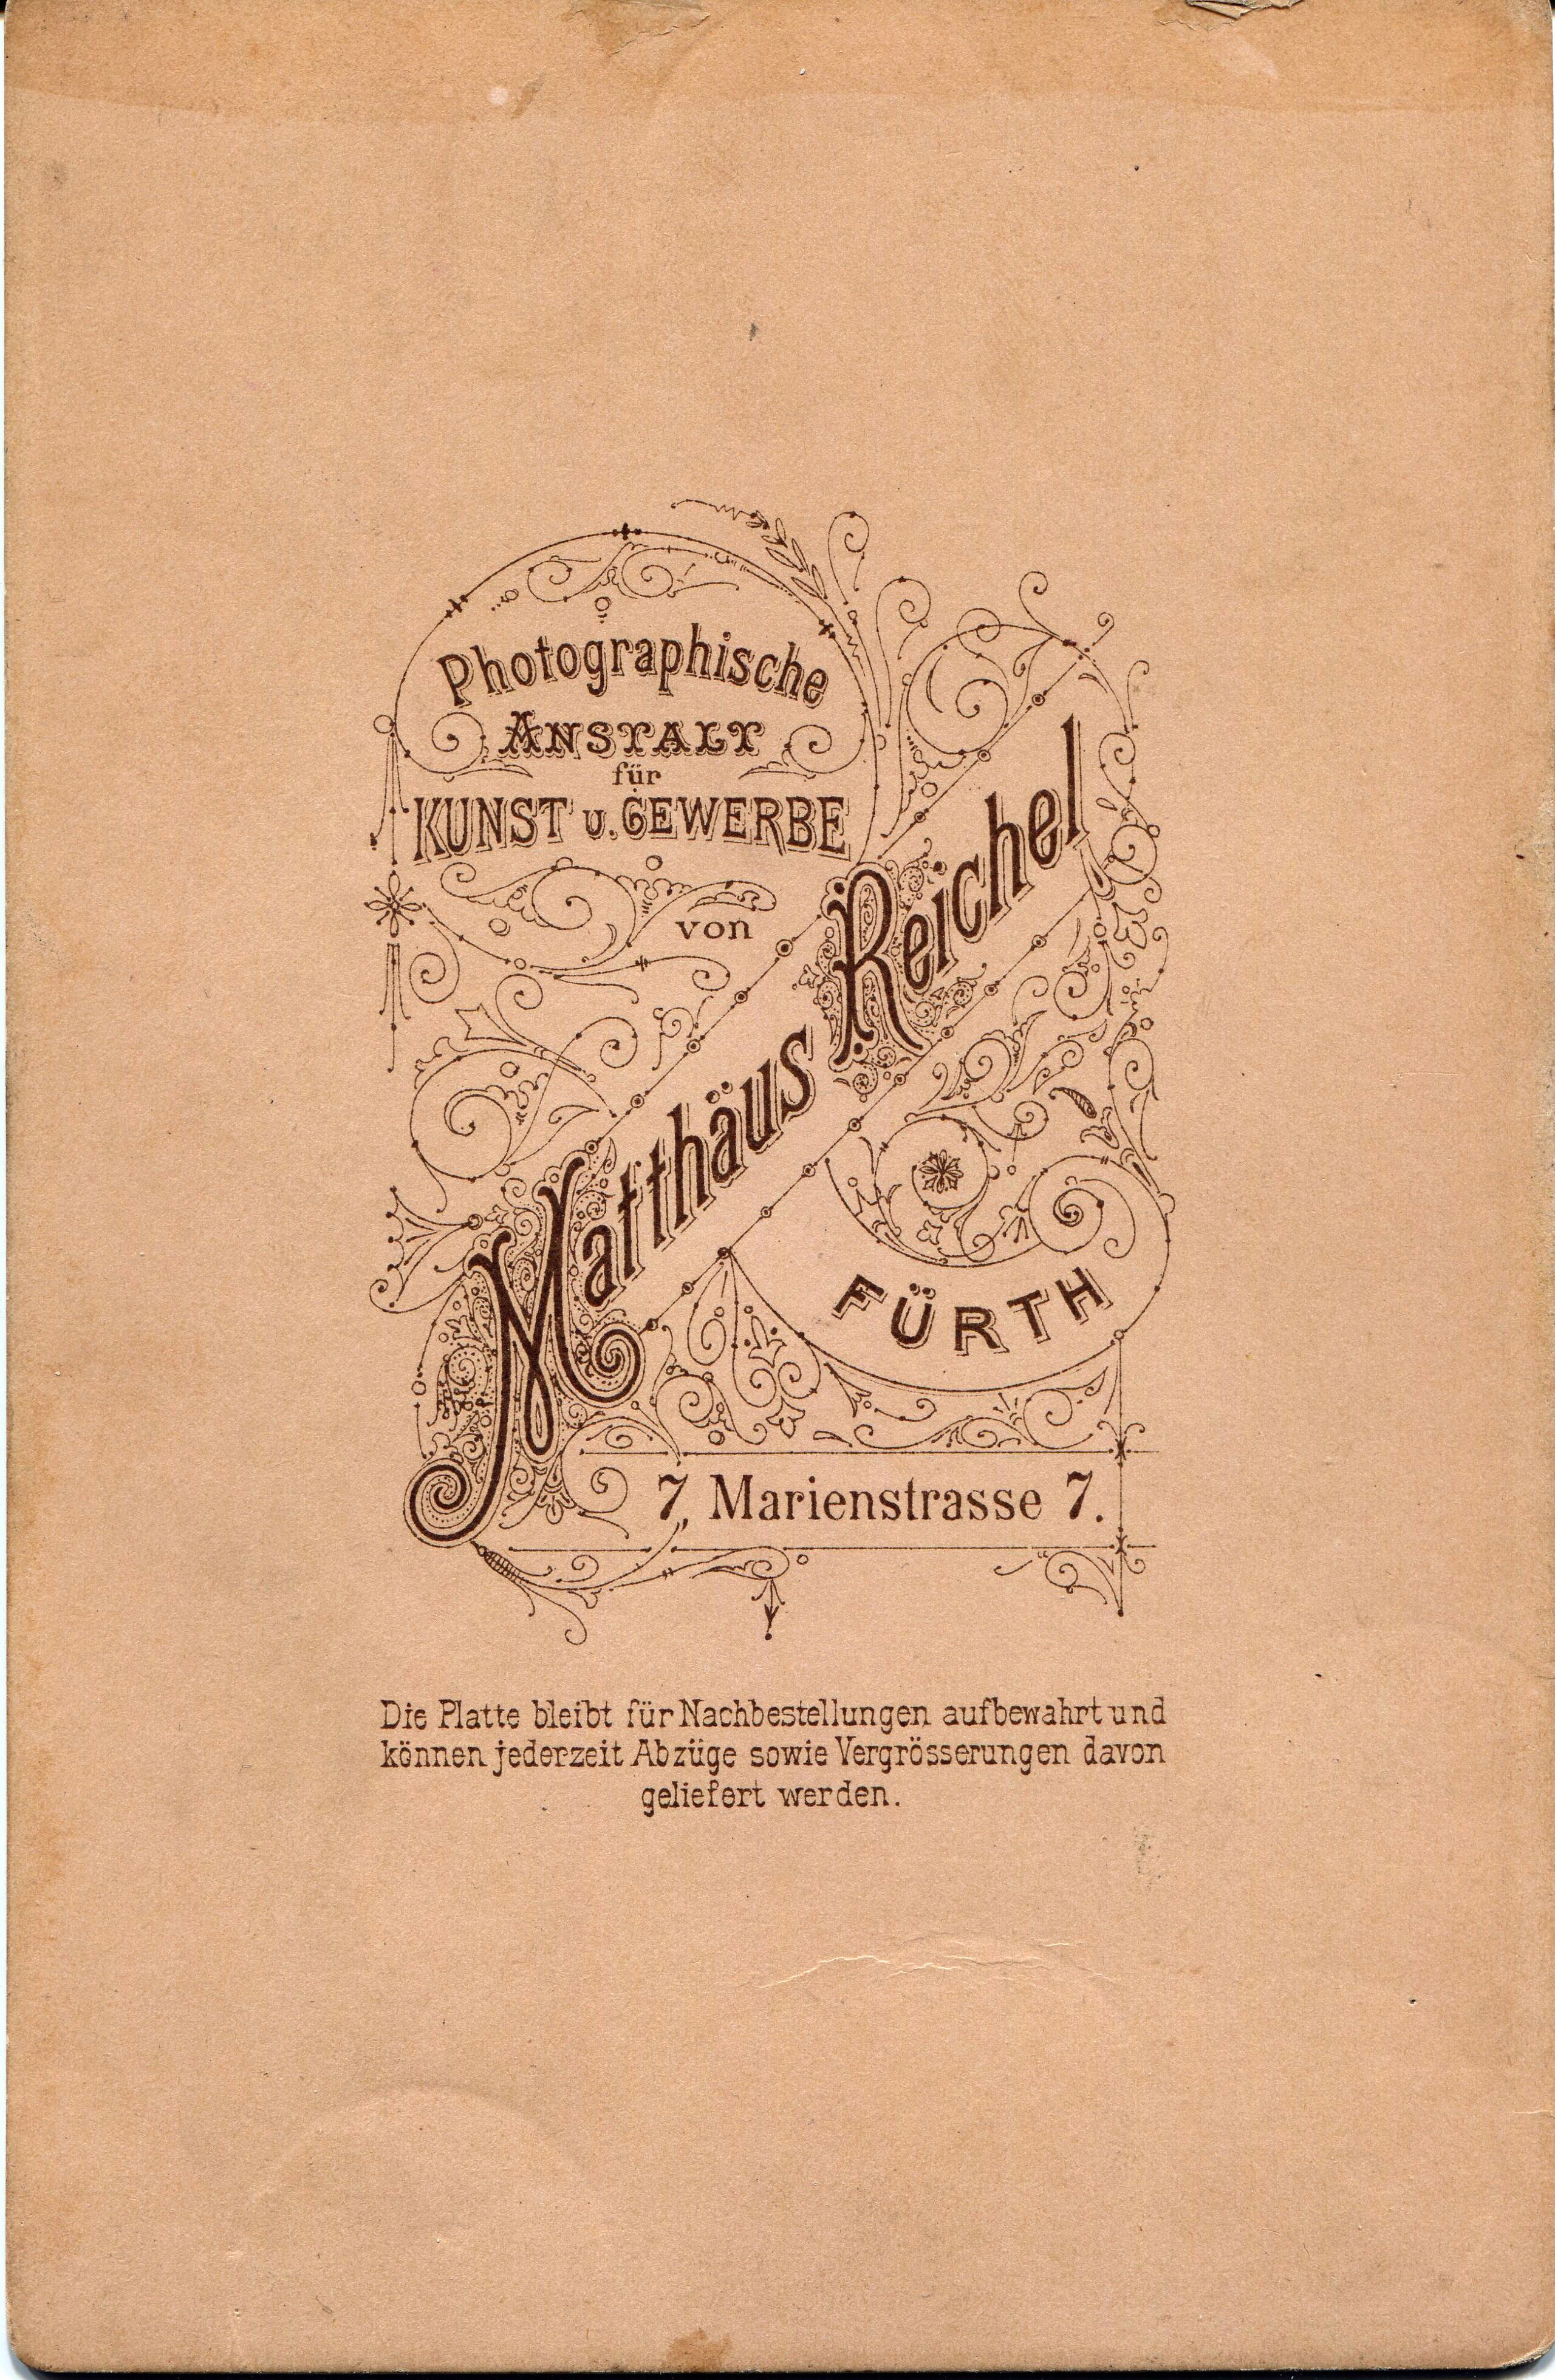 Photographische
ANSTALT
für
KUNST u. GEWERBE
von
Matthäus Reichel
FÜRTH
7, Marienstrasse 7.
Die Platte bleibt für Nachbestellungen aufbewahrt und
können jederzeit Abzüge sowie Vergrösserungen davon
geliefert werden.